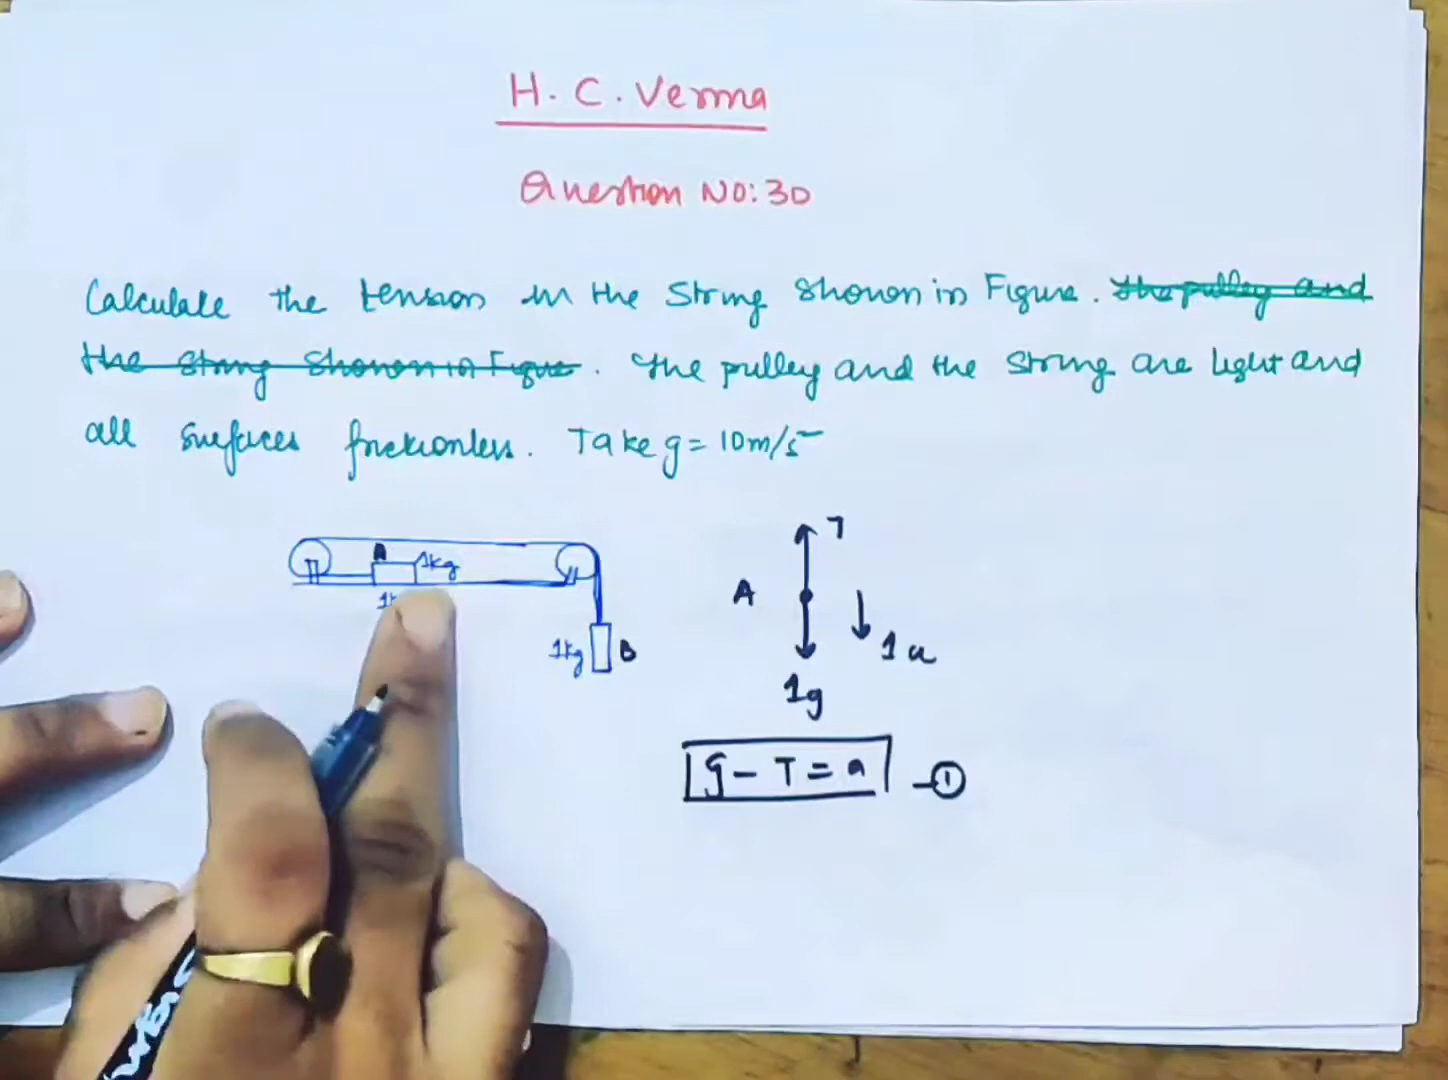 H. C. Verma
Question NO: 30
Calculate the tension in the String Shown in Figure. the pulley and
the String Shown in Figure. The pulley and the string are light and
all surfaces frictionless. Take g = 10m/s²
A
1kg
1kg B
T
A
1a
1g
g - T = a -①